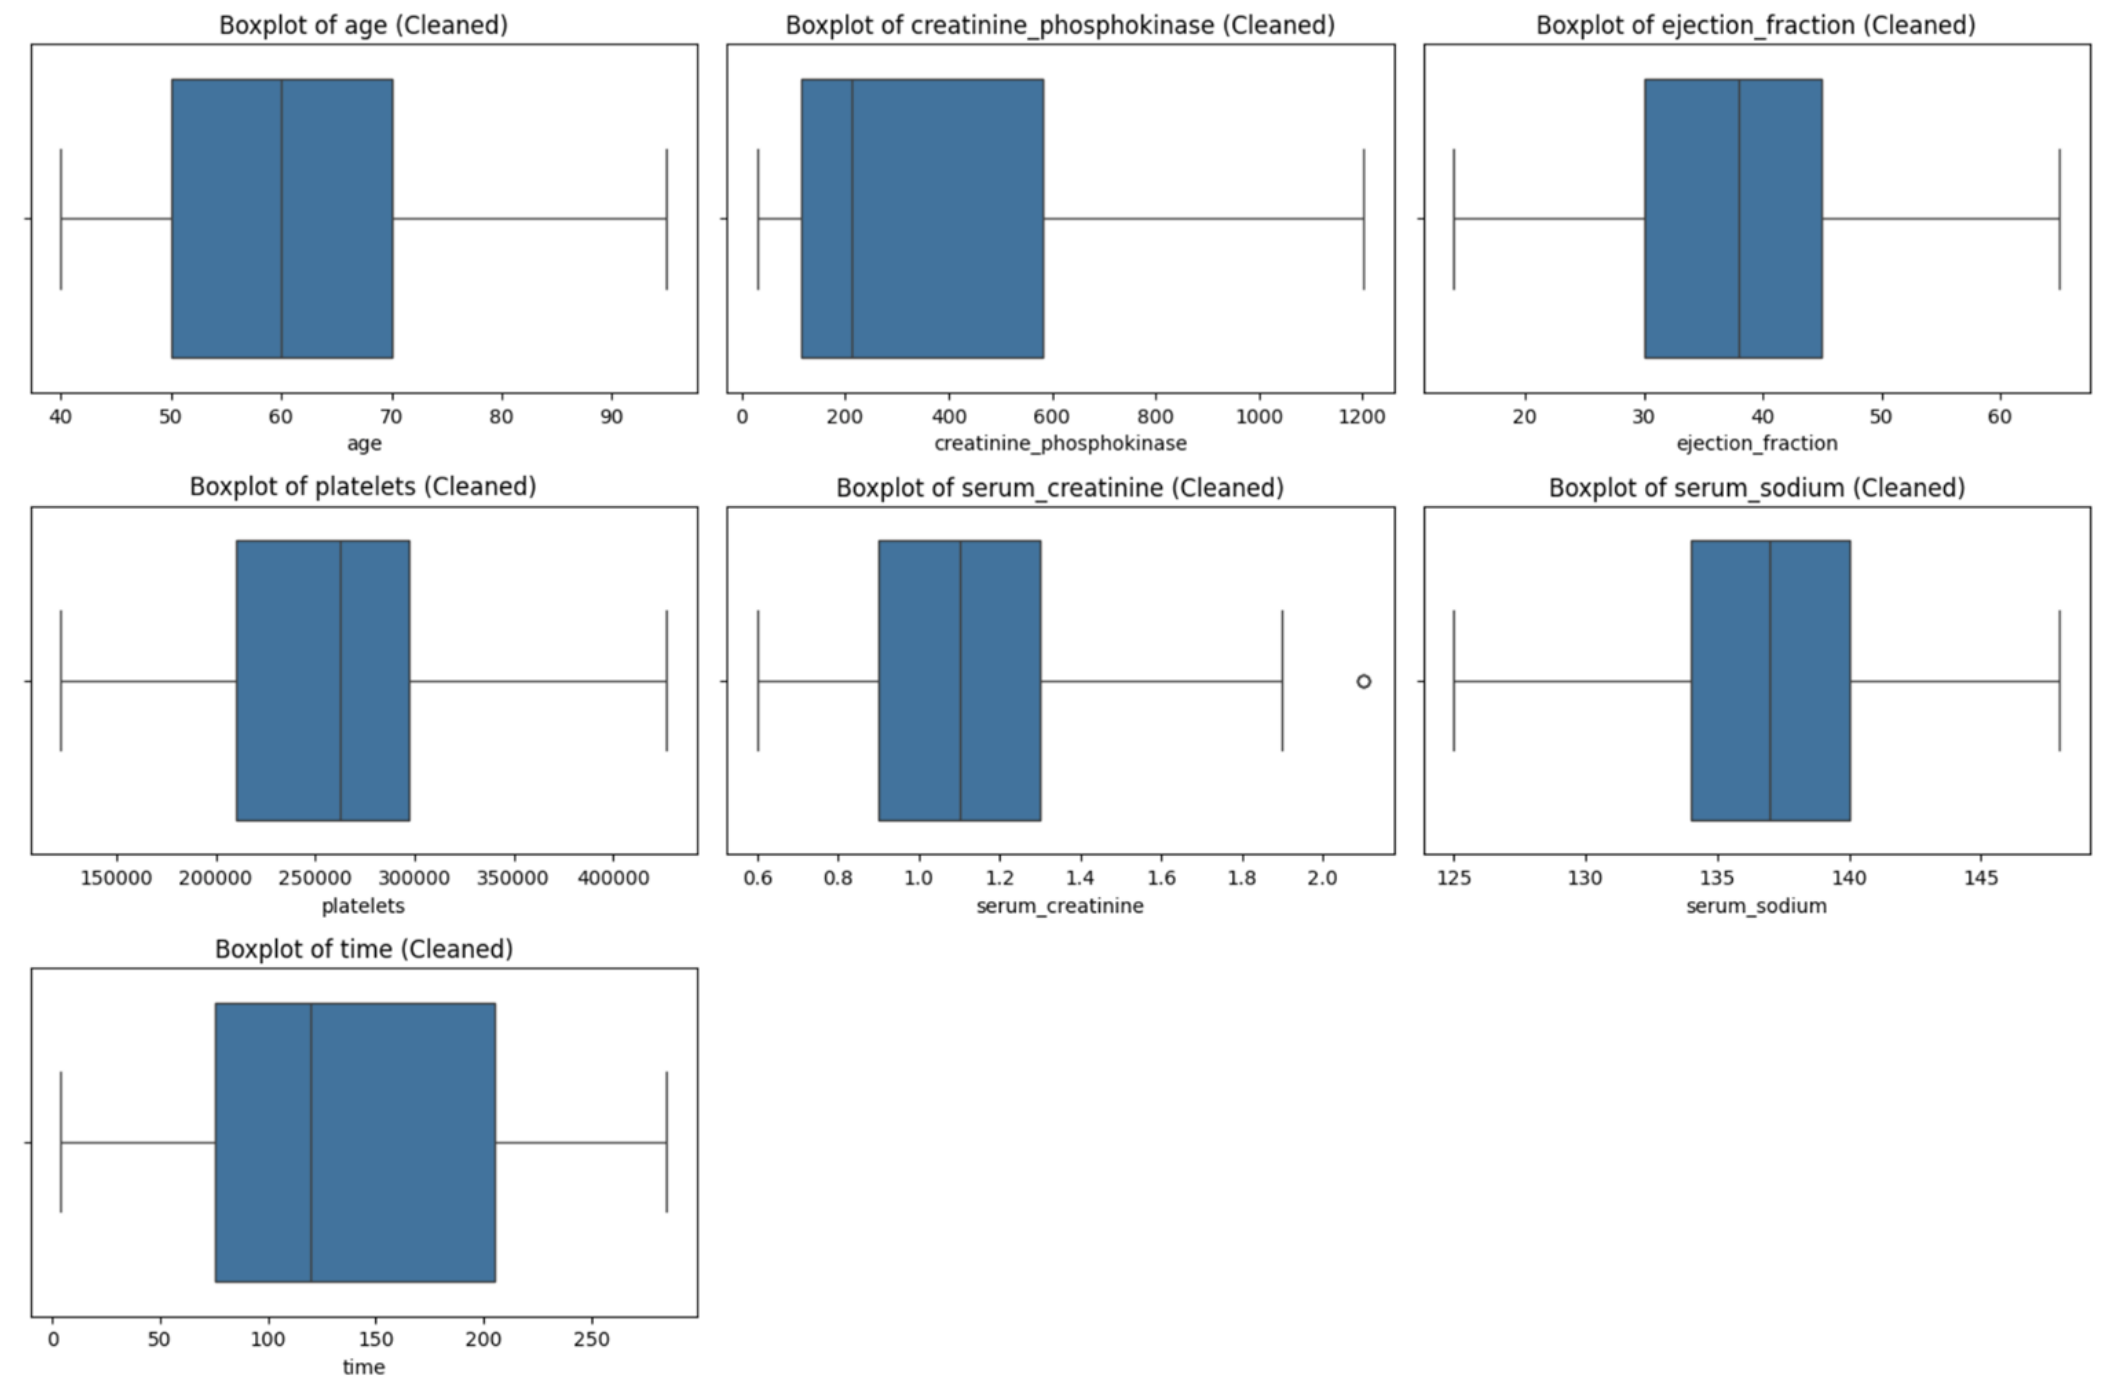 Boxplot of age (Cleaned)
40 50 60 70 80 90
age
Boxplot of creatinine_phosphokinase (Cleaned)
0 200 400 600 800 1000 1200
creatinine_phosphokinase
Boxplot of ejection_fraction (Cleaned)
20 30 40 50 60
ejection_fraction
Boxplot of platelets (Cleaned)
150000 200000 250000 300000 350000 400000
platelets
Boxplot of serum_creatinine (Cleaned)
0.6 0.8 1.0 1.2 1.4 1.6 1.8 2.0
serum_creatinine
Boxplot of serum_sodium (Cleaned)
125 130 135 140 145
serum_sodium
Boxplot of time (Cleaned)
0 50 100 150 200 250
time